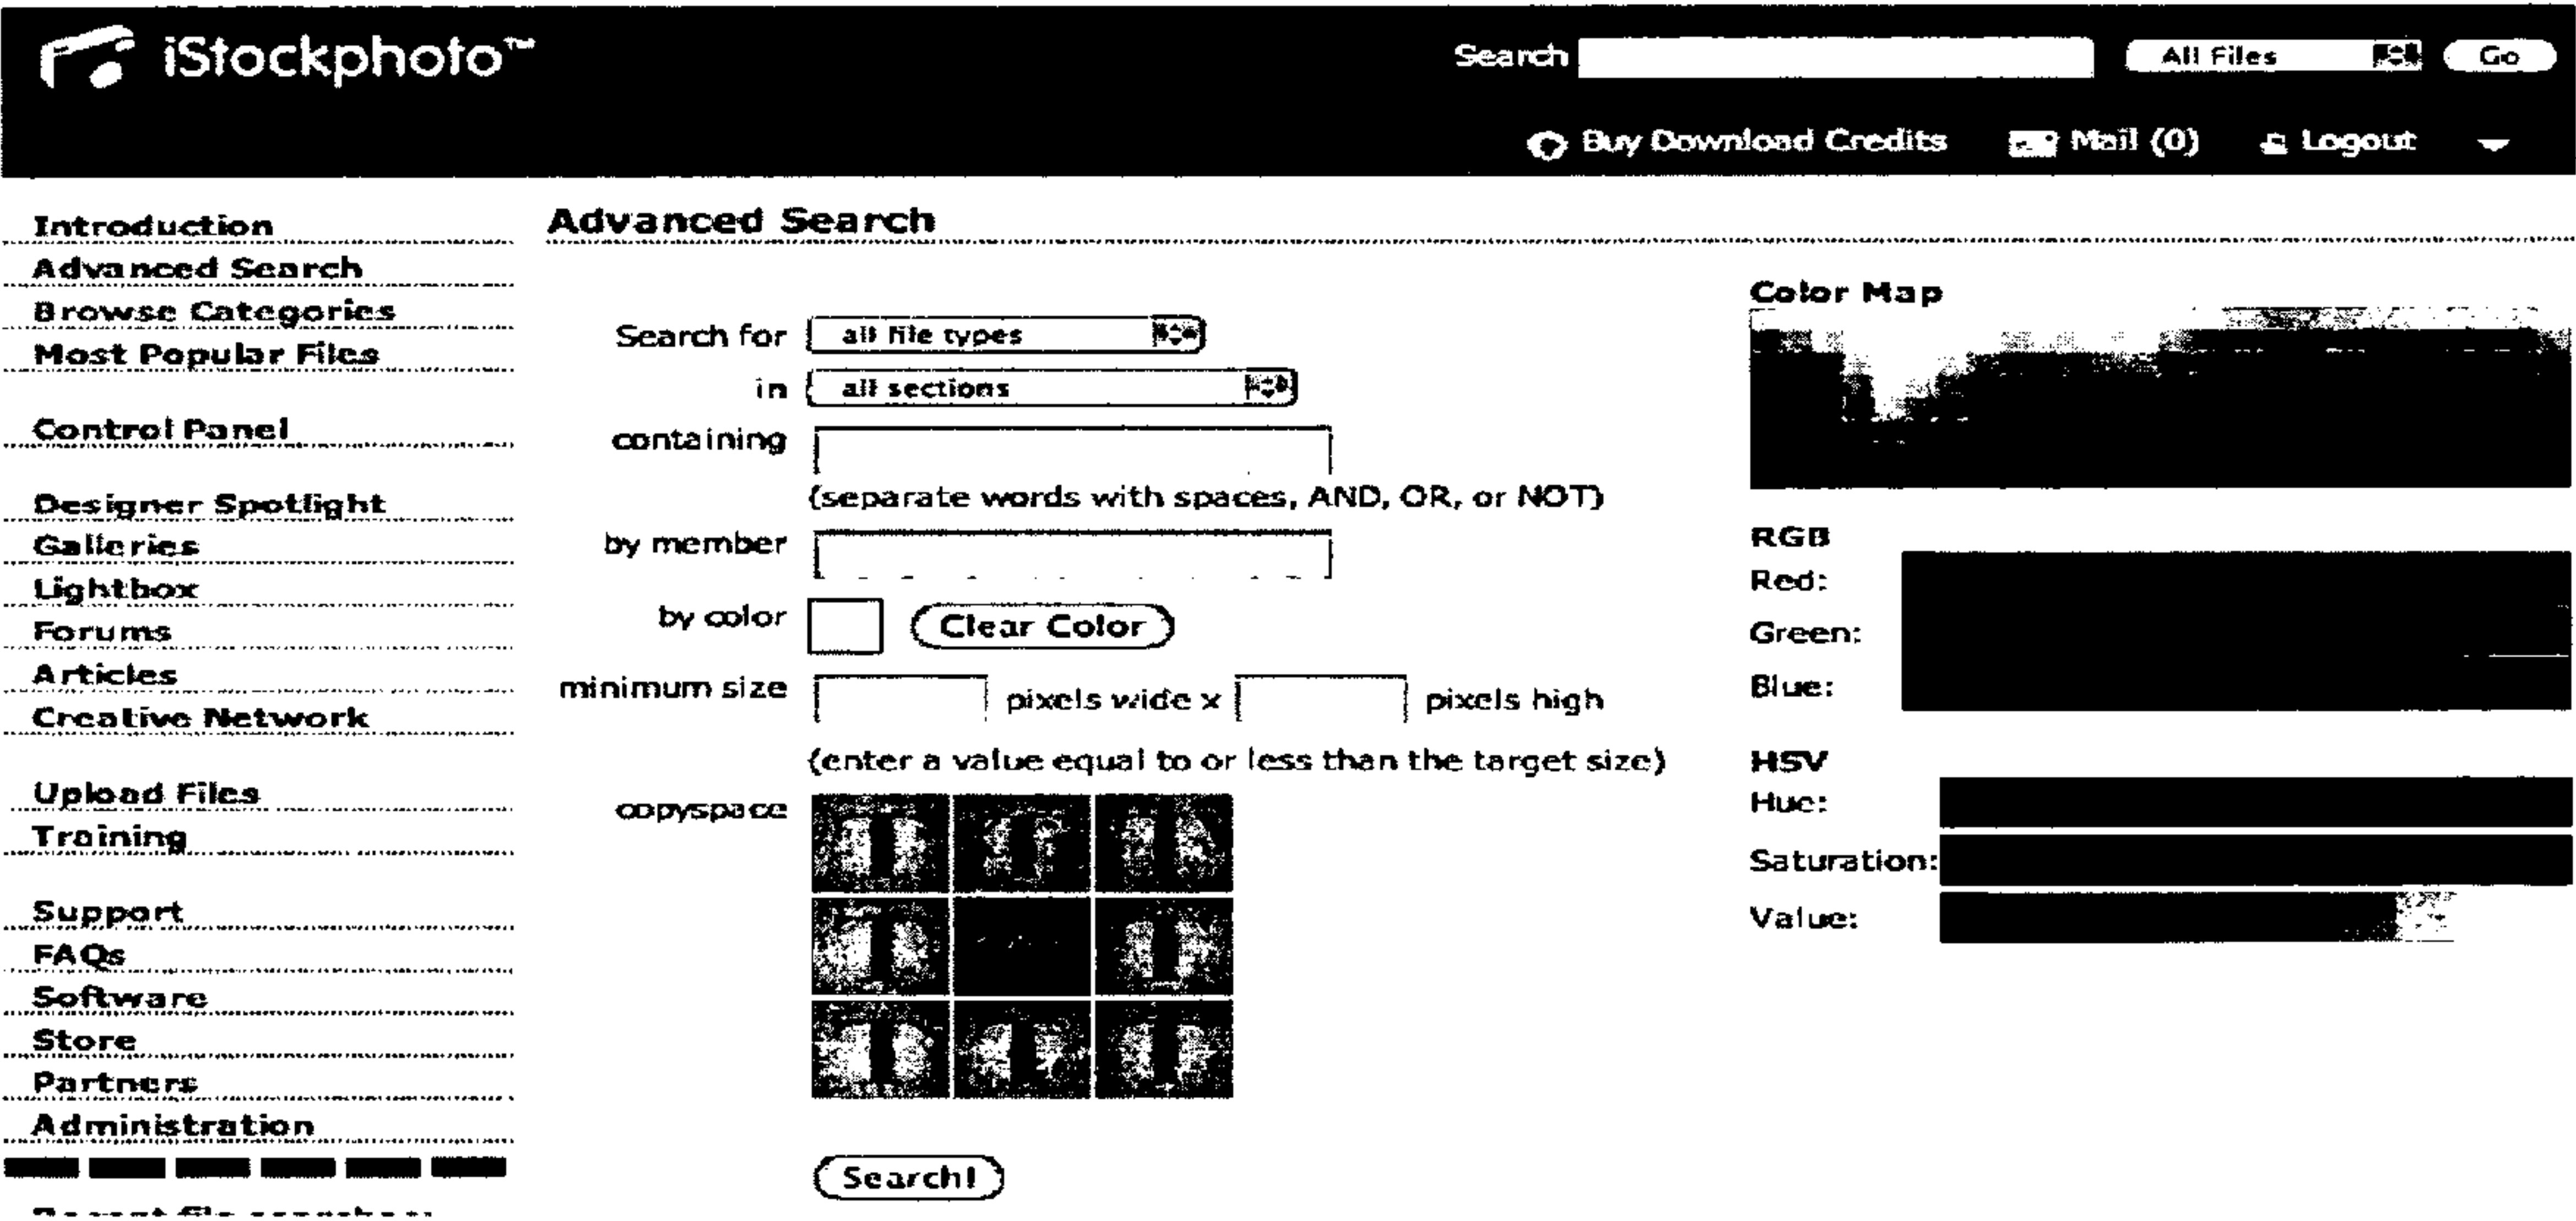 iStockphoto™
Search All Files Go
Buy Download Credits Mail (0) Logout
Introduction
Advanced Search
Browse Categories
Most Popular Files
Control Panel
Designer Spotlight
Galleries
Lightbox
Forums
Articles
Creative Network
Upload Files
Training
Support
FAQs
Software
Store
Partners
Administration
Advanced Search
Search for all file types
in all sections
containing
(separate words with spaces, AND, OR, or NOT)
by member
by color Clear Color
minimum size pixels wide x pixels high
(enter a value equal to or less than the target size)
copyspace
Search!
Color Map
RGB
Red:
Green:
Blue:
HSV
Hue:
Saturation:
Value: